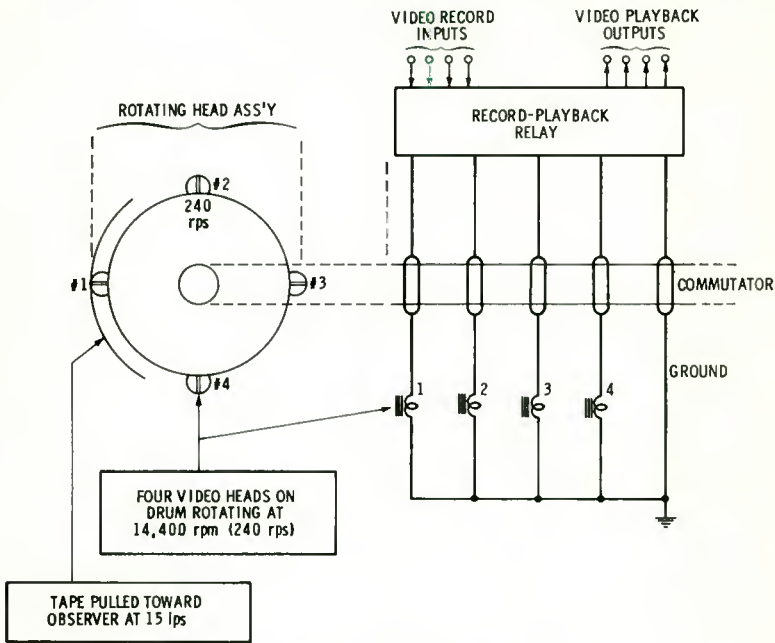 VIDEO RECORD
INPUTS
VIDEO PLAYBACK
OUTPUTS
ROTATING HEAD ASS'Y
RECORD-PLAYBACK
RELAY
#2
240
rps
#1
#3
COMMUTATOR
#4
GROUND
1
2
3
4
FOUR VIDEO HEADS ON
DRUM ROTATING AT
14,400 rpm (240 rps)
TAPE PULLED TOWARD
OBSERVER AT 15 ips